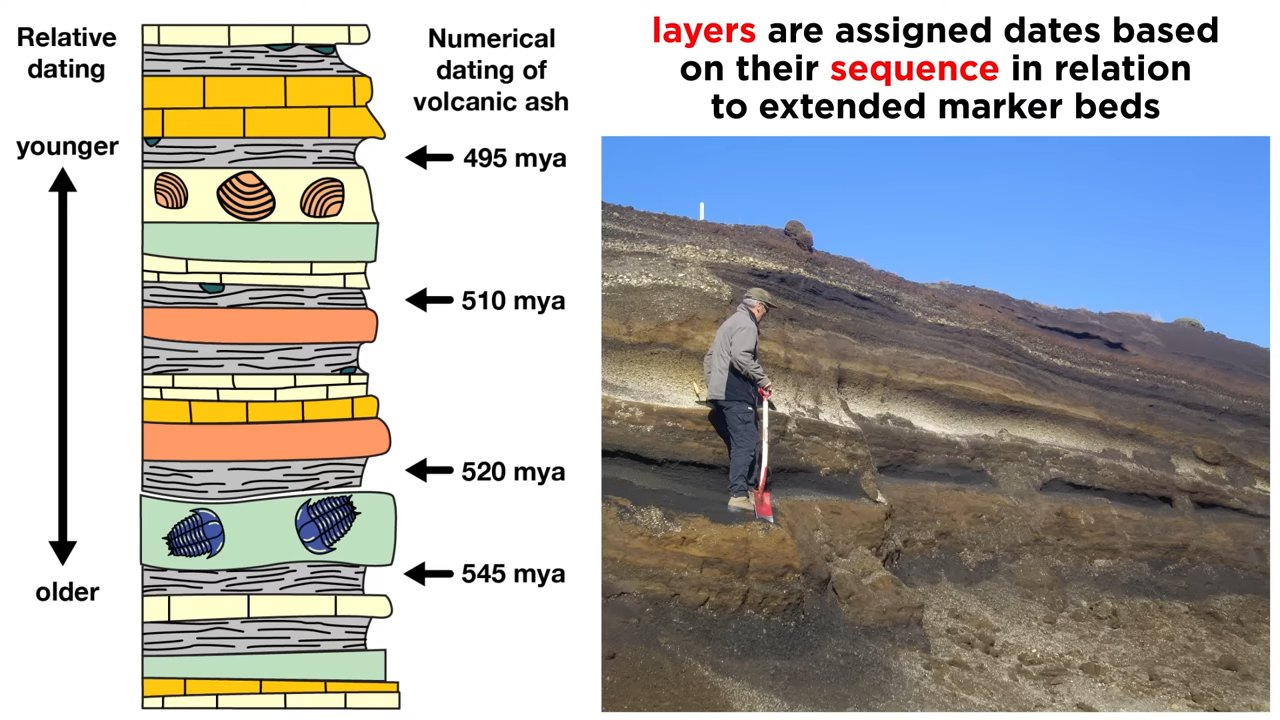 Relative
dating
younger
older
Numerical
dating of
volcanic ash
495 mya
510 mya
520 mya
545 mya
layers are assigned dates based
on their sequence in relation
to extended marker beds